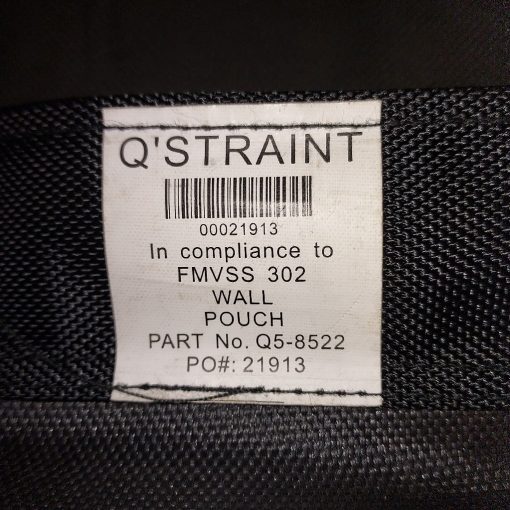 Q'STRAINT
00021913
In compliance to
FMVSS 302
WALL
POUCH
PART No. Q5-8522
PO#: 21913